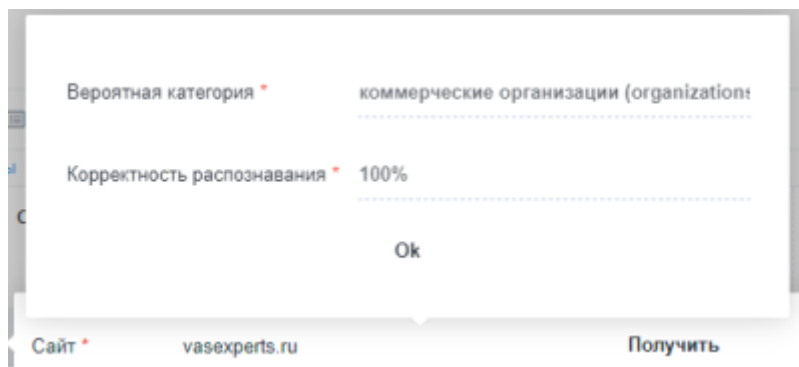 Вероятная категория * коммерческие организации (organizations
ы
Корректность распознавания * 100%
С
Ok
Сайт * vasexperts.ru Получить